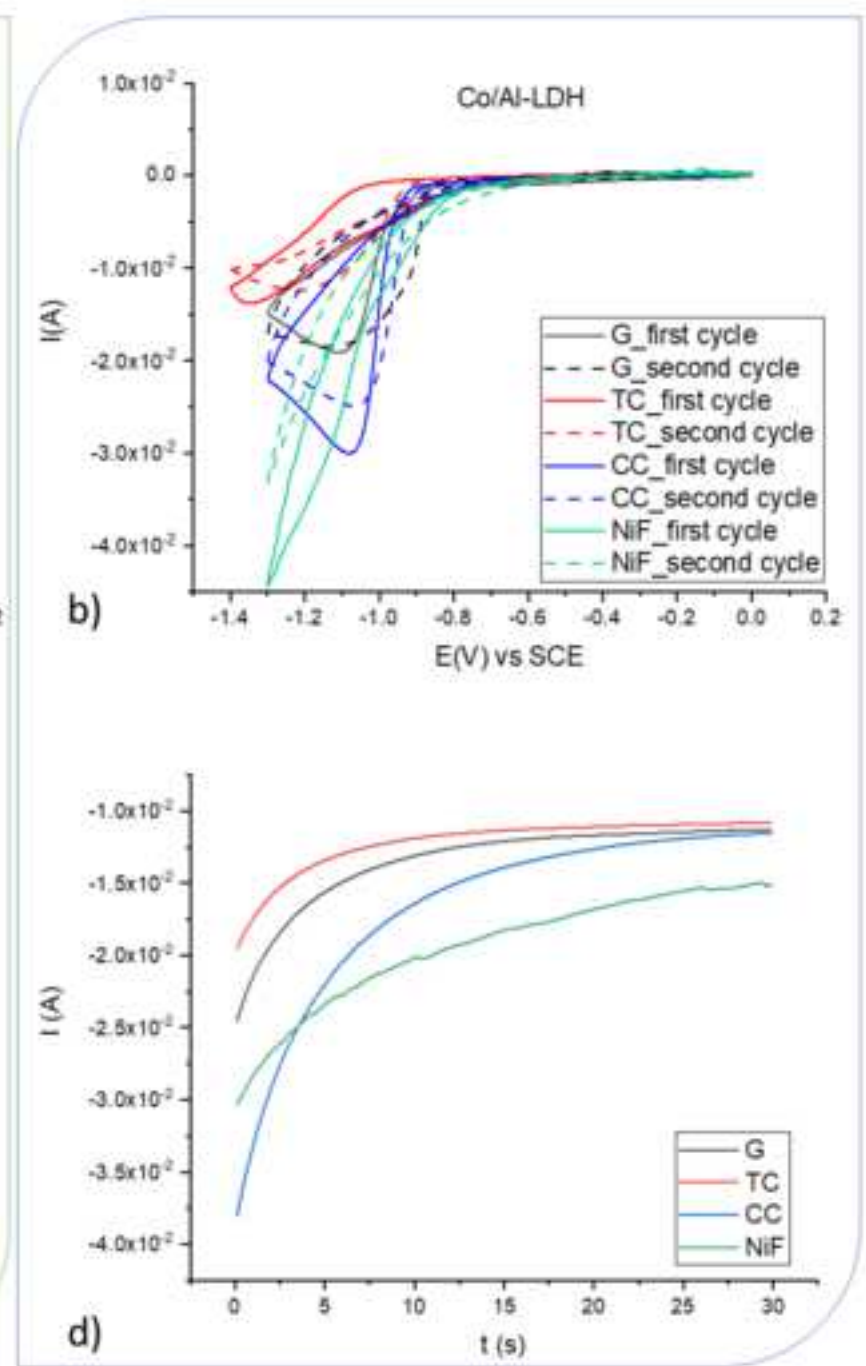 Co/Al-LDH
1.0x10⁻²
0.0
-1.0x10⁻²
-2.0x10⁻²
-3.0x10⁻²
-4.0x10⁻²
I(A)
G_first cycle
G_second cycle
TC_first cycle
TC_second cycle
CC_first cycle
CC_second cycle
NiF_first cycle
NiF_second cycle
-1.4 -1.2 -1.0 -0.8 -0.6 -0.4 -0.2 0.0 0.2
b)
E(V) vs SCE
-1.0x10⁻²
-1.5x10⁻²
-2.0x10⁻²
-2.5x10⁻²
-3.0x10⁻²
-3.5x10⁻²
-4.0x10⁻²
I (A)
G
TC
CC
NiF
0 5 10 15 20 25 30
d)
t (s)